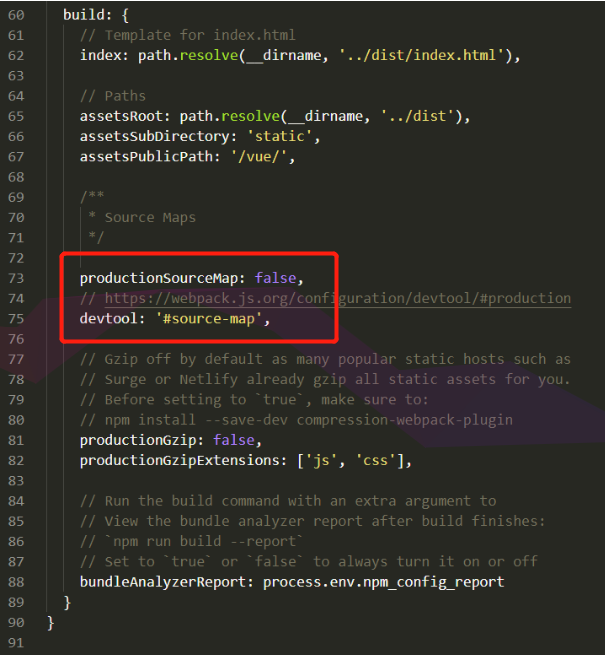 60 build: {
61 // Template for index.html
62 index: path.resolve(__dirname, '../dist/index.html'),
63
64 // Paths
65 assetsRoot: path.resolve(__dirname, '../dist'),
66 assetsSubDirectory: 'static',
67 assetsPublicPath: '/vue/',
68
69 /**
70 * Source Maps
71 */
72
73 productionSourceMap: false,
74 // https://webpack.js.org/configuration/devtool/#production
75 devtool: '#source-map',
76
77 // Gzip off by default as many popular static hosts such as
78 // Surge or Netlify already gzip all static assets for you.
79 // Before setting to `true`, make sure to:
80 // npm install --save-dev compression-webpack-plugin
81 productionGzip: false,
82 productionGzipExtensions: ['js', 'css'],
83
84 // Run the build command with an extra argument to
85 // View the bundle analyzer report after build finishes:
86 // `npm run build --report`
87 // Set to `true` or `false` to always turn it on or off
88 bundleAnalyzerReport: process.env.npm_config_report
89 }
90 }
91